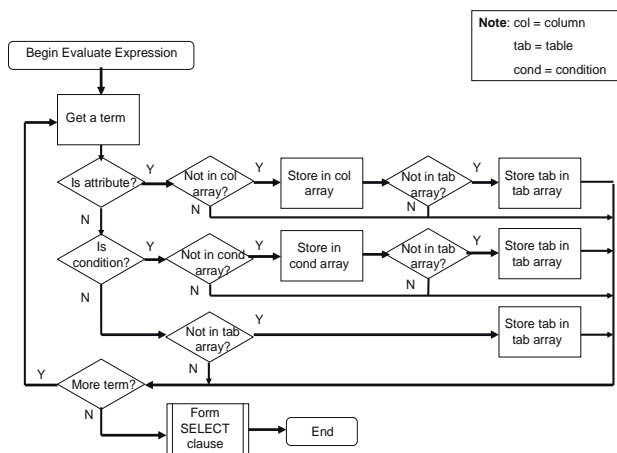 Note: col = column
tab = table
cond = condition
Begin Evaluate Expression
Get a term
Is attribute?
Y
N
Not in col
array?
Y
N
Store in col
array
Not in tab
array?
Y
N
Store tab in
tab array
Is
condition?
Y
N
Not in cond
array?
Y
N
Store in
cond array
Not in tab
array?
Y
N
Store tab in
tab array
Not in tab
array?
Y
N
Store tab in
tab array
More term?
Y
N
Form
SELECT
clause
End